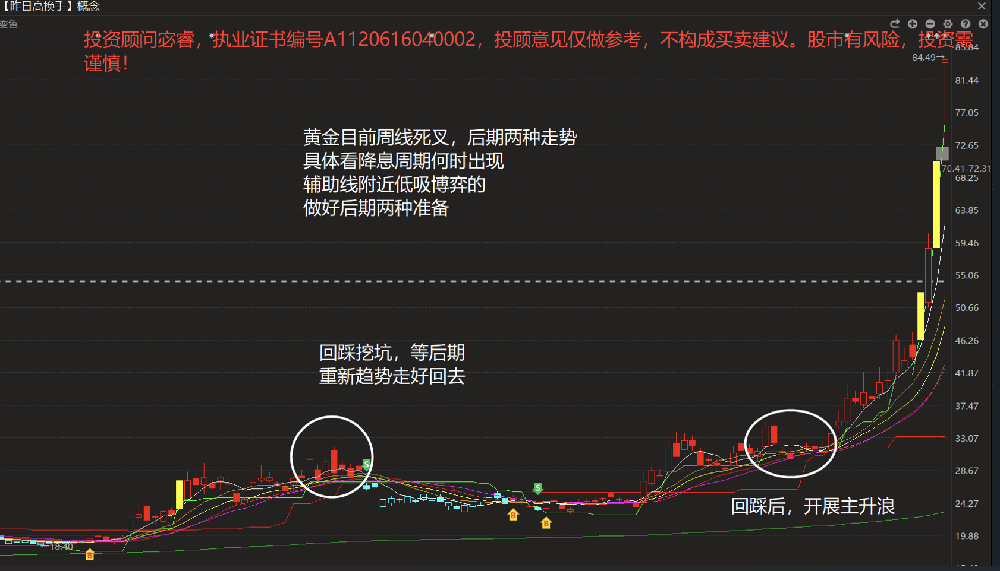 【昨日高换手】概念
变色
投资顾问宓睿，执业证书编号A1120616040002，投顾意见仅做参考，不构成买卖建议。股市有风险，投资需
谨慎！
85.84
84.49→
81.44
77.05
黄金目前周线死叉，后期两种走势
72.65
具体看降息周期何时出现
70.41-72.31
68.25
辅助线附近低吸博弈的
做好后期两种准备
63.85
59.46
55.06
50.66
46.26
回踩挖坑，等后期
重新趋势走好回去
41.87
37.47
33.07
S
28.67
S
24.27
回踩后，开展主升浪
B
B
19.88
←18.40
B